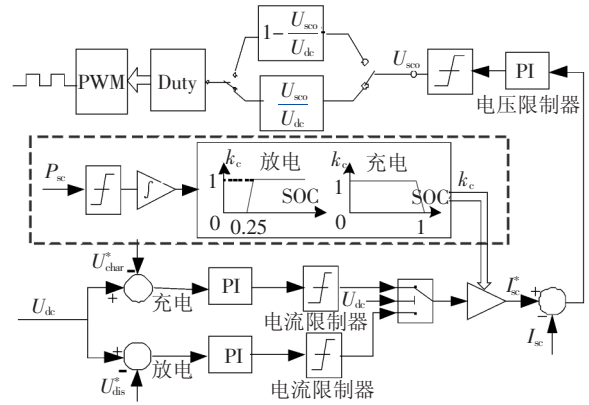 1 - U_sco / U_dc
U_sco
PWM
Duty
U_sco / U_dc
PI
电压限制器
P_sc
∫
k_c
放电
1
SOC
0
0.25
k_c
充电
1
SOC
0
1
k_c
U*_char
-
+
充电
PI
U_dc
电流限制器
U_dc
I*_sc
+
-
I_sc
+
-
放电
PI
电流限制器
U*_dis